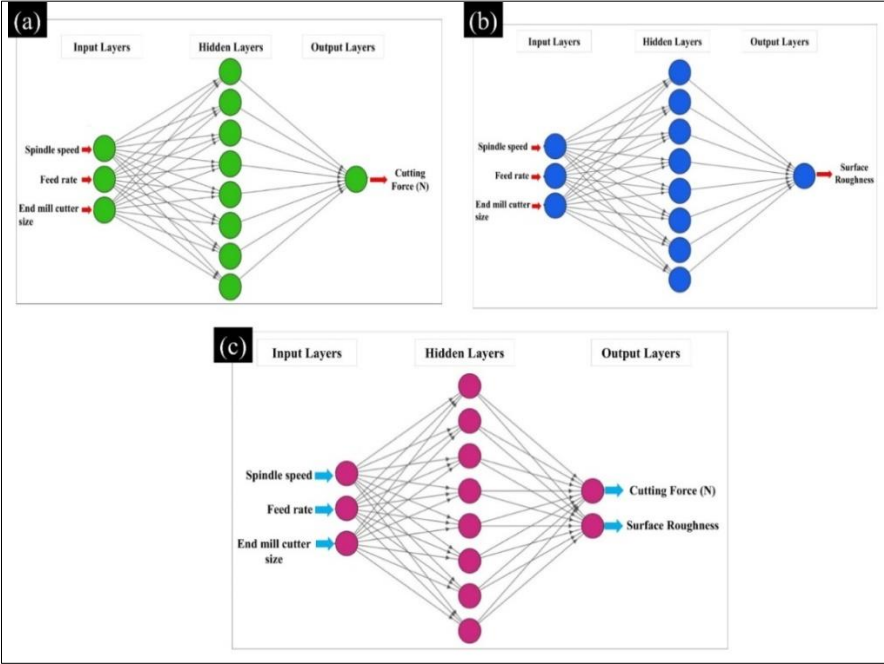 (a)
Input Layers
Hidden Layers
Output Layers
Spindle speed
Feed rate
End mill cutter
size
Cutting
Force (N)
(b)
Input Layers
Hidden Layers
Output Layers
Spindle speed
Feed rate
End mill cutter
size
Surface
Roughness
(c)
Input Layers
Hidden Layers
Output Layers
Spindle speed
Feed rate
End mill cutter
size
Cutting Force (N)
Surface Roughness